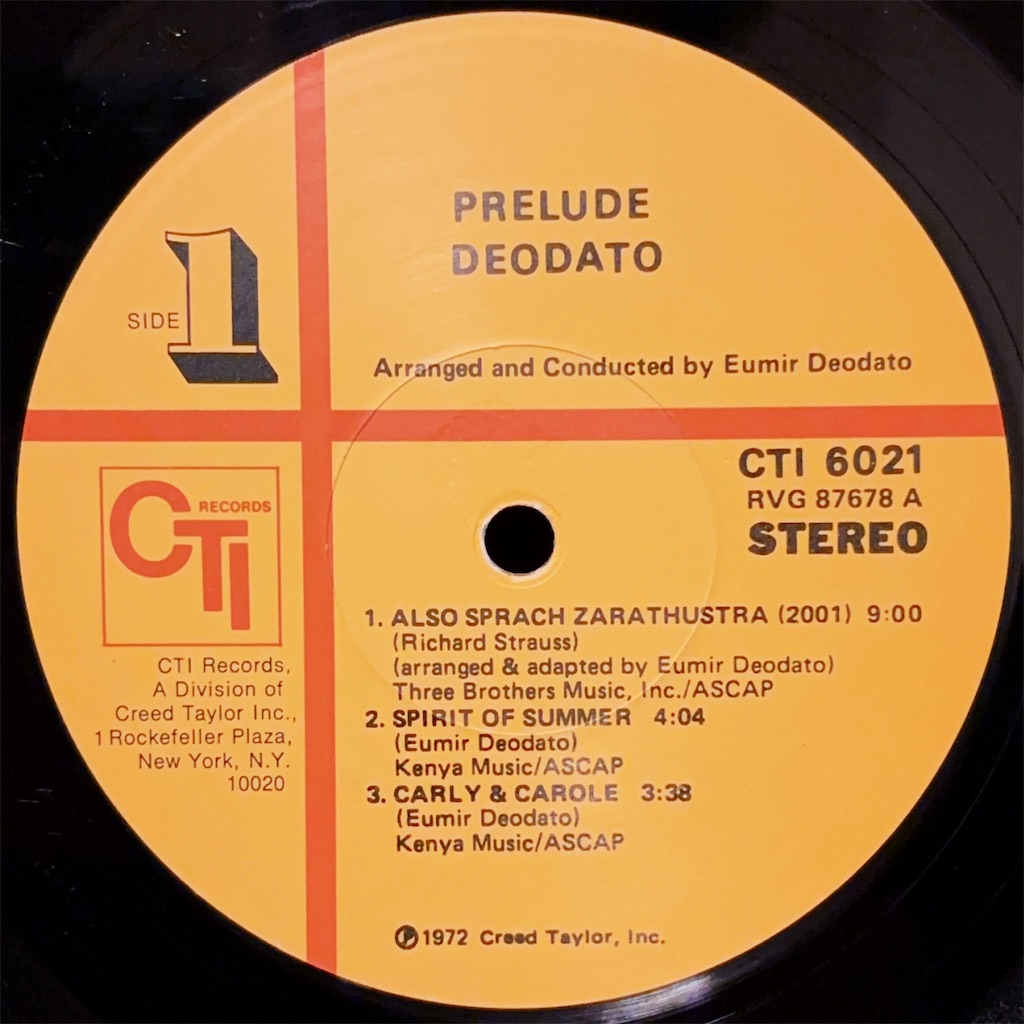 PRELUDE
DEODATO
SIDE 1
Arranged and Conducted by Eumir Deodato
CTI 6021
RVG 87678 A
STEREO
CTI RECORDS
CTI Records,
A Division of
Creed Taylor Inc.,
1 Rockefeller Plaza,
New York, N.Y.
10020
1. ALSO SPRACH ZARATHUSTRA (2001) 9:00
(Richard Strauss)
(arranged & adapted by Eumir Deodato)
Three Brothers Music, Inc./ASCAP
2. SPIRIT OF SUMMER 4:04
(Eumir Deodato)
Kenya Music/ASCAP
3. CARLY & CAROLE 3:38
(Eumir Deodato)
Kenya Music/ASCAP
℗1972 Creed Taylor, Inc.